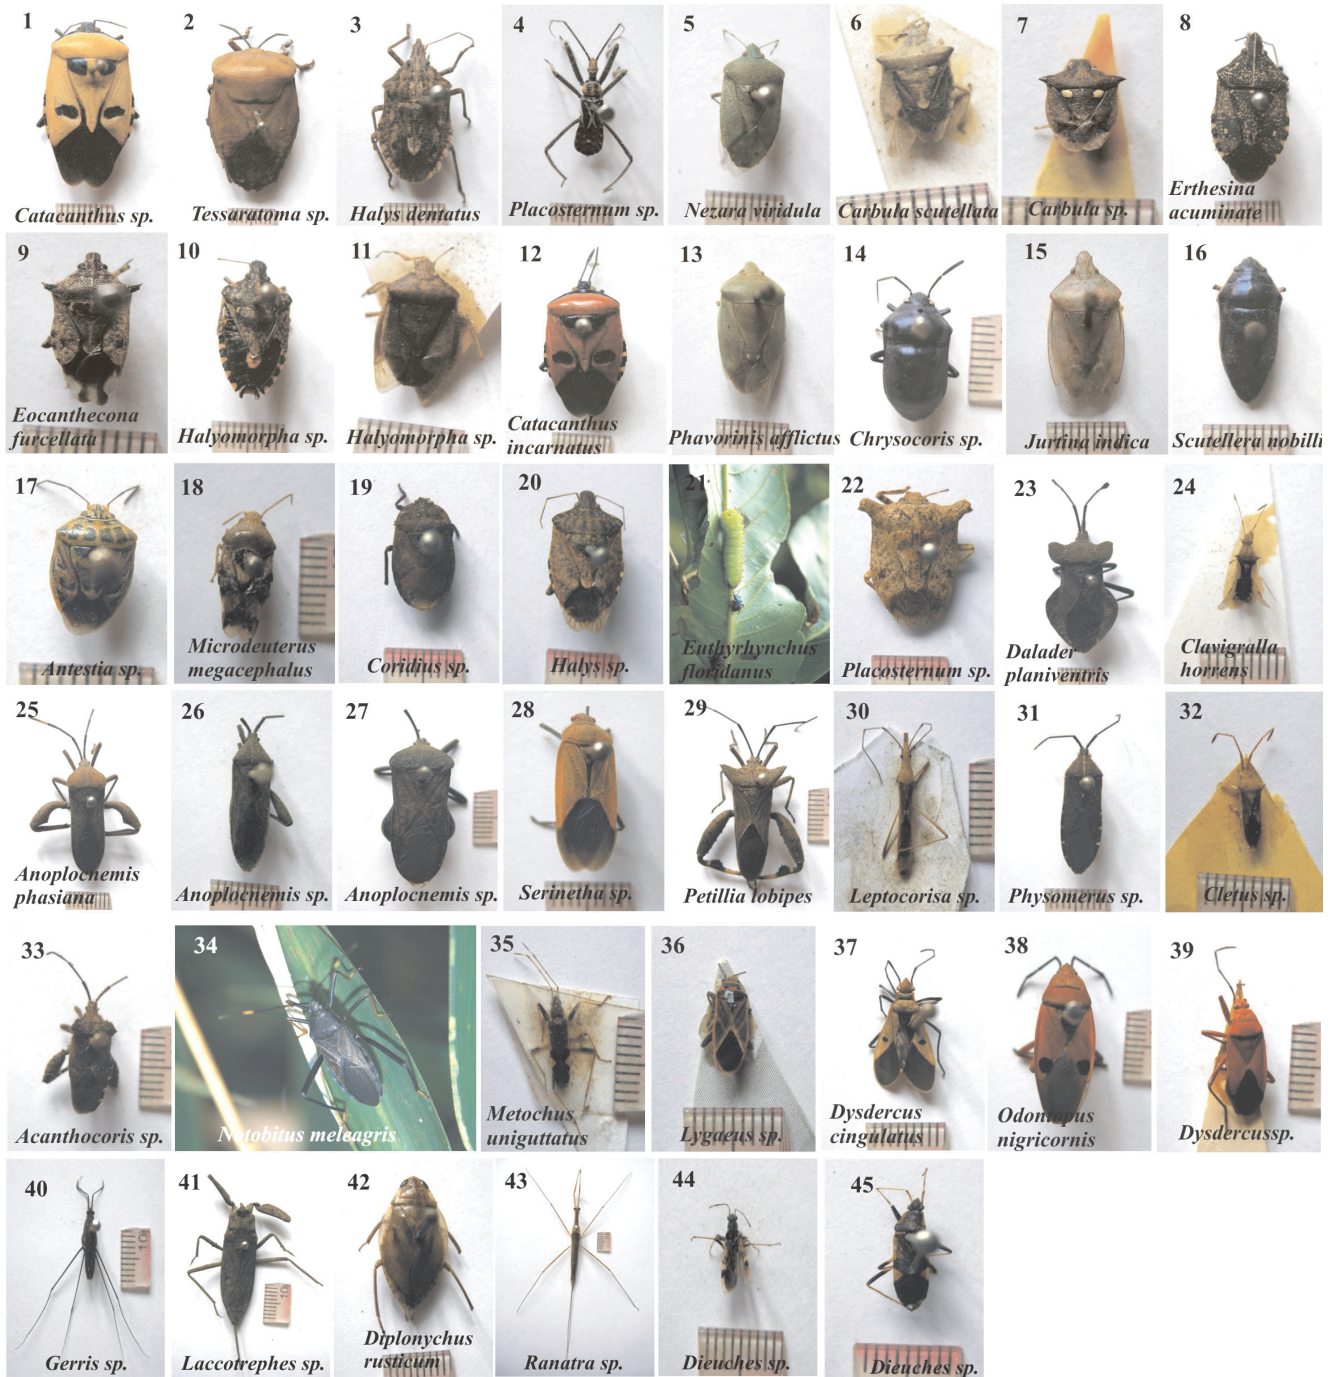 1 2 3 4 5 6 7 8
Catacanthus sp. Tessaratoma sp. Halys dentatus Placosternum sp. Nezara viridula Carbula scutellata Carbula sp. Erthesina
acuminate
9 10 11 12 13 14 15 16
Eocanthecona
furcellata
Halyomorpha sp. Halyomorpha sp. Catacanthus
incarnatus
Phavorinis afflictus Chrysocoris sp. Jurtina indica Scutellera nobilli
17 18 19 20 21 22 23 24
Antestia sp. Microdeuterus
megacephalus
Coridius sp. Halys sp. Euthyrhynchus
floridanus
Placosternum sp. Dalader
planiventris
Clavigralla
horrens
25 26 27 28 29 30 31 32
Anoplocnemis
phasiana
Anoplocnemis sp. Anoplocnemis sp. Serinetha sp. Petillia lobipes Leptocorisa sp. Physomerus sp. Cletus sp.
33 34 35 36 37 38 39
Acanthocoris sp. Notobitus meleagris Metochus
uniguttatus
Lygaeus sp. Dysdercus
cingulatus
Odontopus
nigricornis
Dysdercussp.
40 41 42 43 44 45
10
10
Gerris sp. Laccotrephes sp. Diplonychus
rusticum
Ranatra sp. Dieuches sp. Dieuches sp.